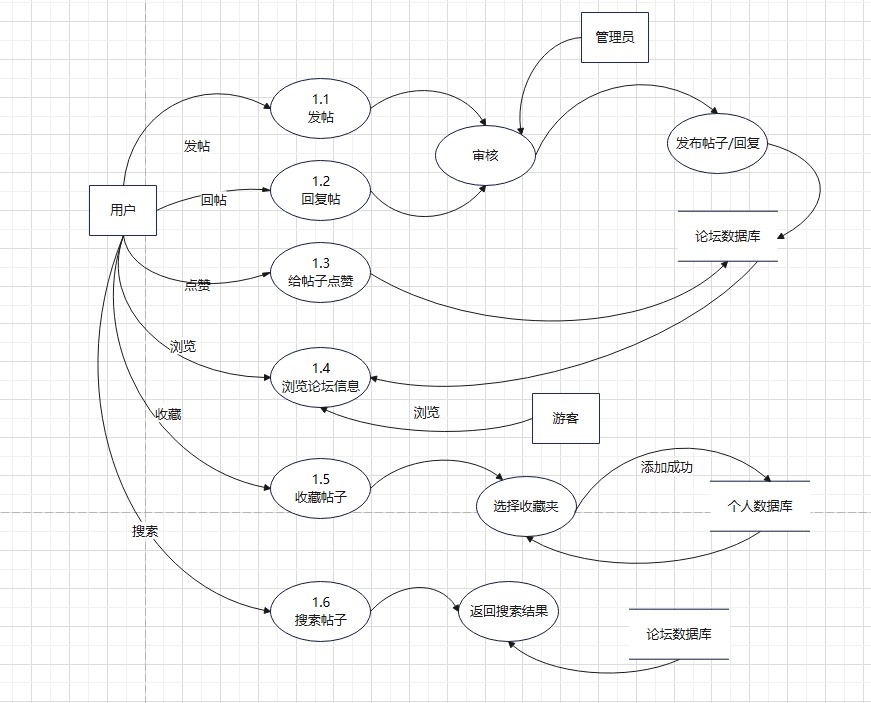 管理员
1.1
发帖
发帖
审核
发布帖子/回复
1.2
回复帖
用户
回帖
论坛数据库
1.3
给帖子点赞
点赞
浏览
1.4
浏览论坛信息
浏览
游客
收藏
1.5
收藏帖子
添加成功
选择收藏夹
个人数据库
搜索
1.6
搜索帖子
返回搜索结果
论坛数据库